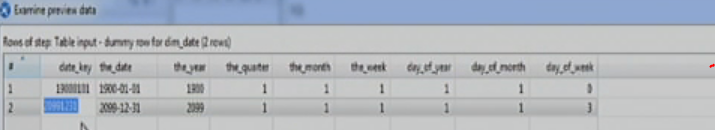 Examine preview data
Rows of step: Table input - dummy row for dim_date (2 rows)
# date_key the_date the_year the_quarter the_month the_week day_of_year day_of_month day_of_week
1 19000101 1900-01-01 1900 1 1 1 1 1 0
2 20991231 2099-12-31 2099 1 1 1 1 1 3